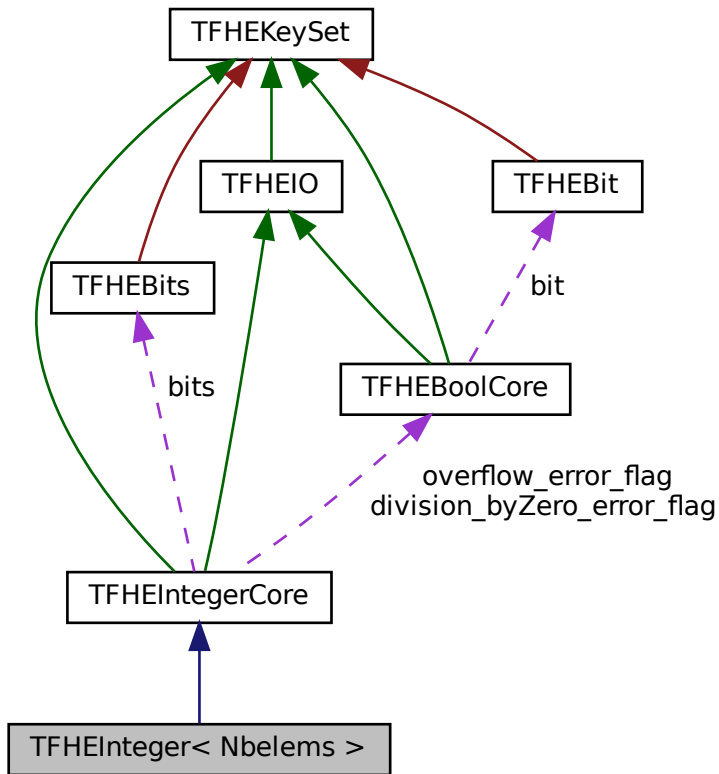 TFHEKeySet
TFHEIO
TFHEBit
TFHEBits
bit
bits
TFHEBoolCore
overflow_error_flag
division_byZero_error_flag
TFHEIntegerCore
TFHEInteger< Nbelems >